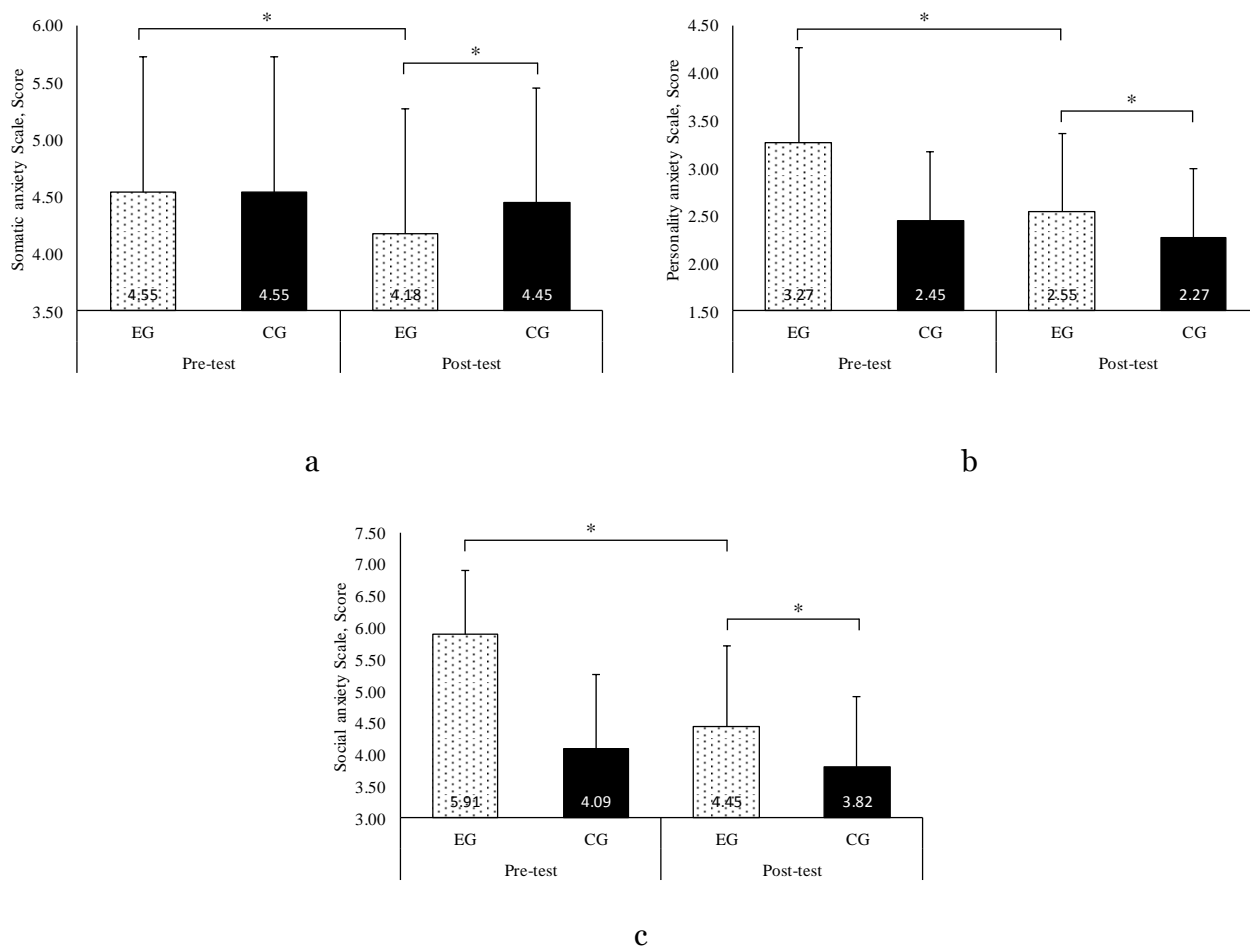 6.00
5.50
5.00
4.50
4.00
3.50
Somatic anxiety Scale, Score
*
*
4.55
4.55
4.18
4.45
EG
CG
EG
CG
Pre-test
Post-test
a
4.50
4.00
3.50
3.00
2.50
2.00
1.50
Personality anxiety Scale, Score
*
*
3.27
2.45
2.55
2.27
EG
CG
EG
CG
Pre-test
Post-test
b
7.50
7.00
6.50
6.00
5.50
5.00
4.50
4.00
3.50
3.00
Social anxiety Scale, Score
*
*
5.91
4.09
4.45
3.82
EG
CG
EG
CG
Pre-test
Post-test
c